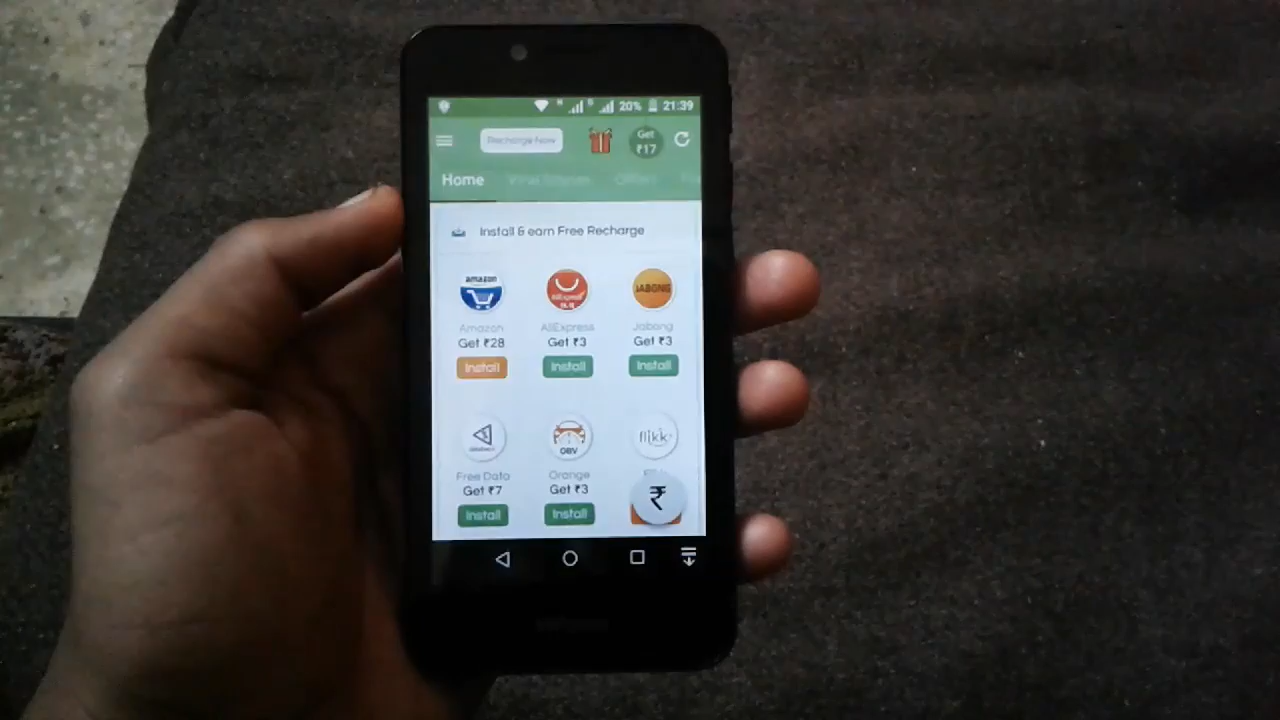 20% 21:39
Recharge Now
Get
₹17
Home
Install & earn Free Recharge
amazon
JABONG
Amazon AliExpress Jabong
Get ₹28 Get ₹3 Get ₹3
Install Install Install
OBV
flikk
Free Data Orange
Get ₹7 Get ₹3
₹
Install Install